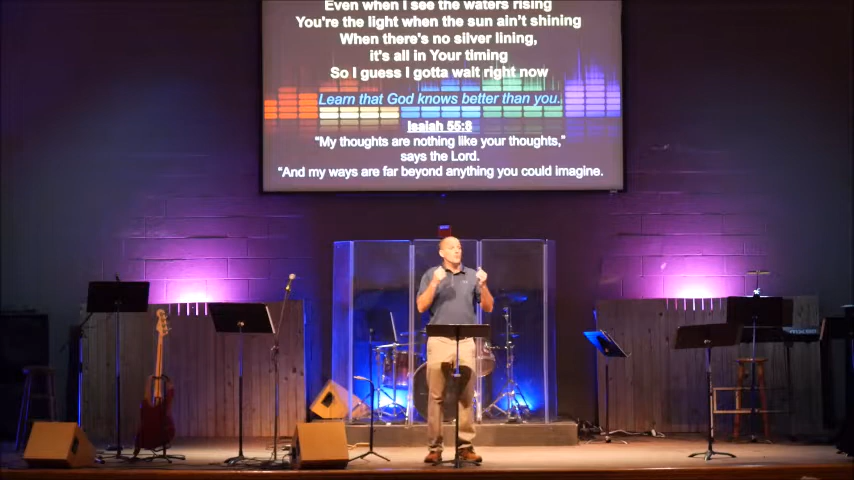 Even when I see the waters rising
You're the light when the sun ain't shining
When there's no silver lining,
it's all in Your timing
So I guess I gotta wait right now
Learn that God knows better than you.
Isaiah 55:8
"My thoughts are nothing like your thoughts,"
says the Lord.
"And my ways are far beyond anything you could imagine.